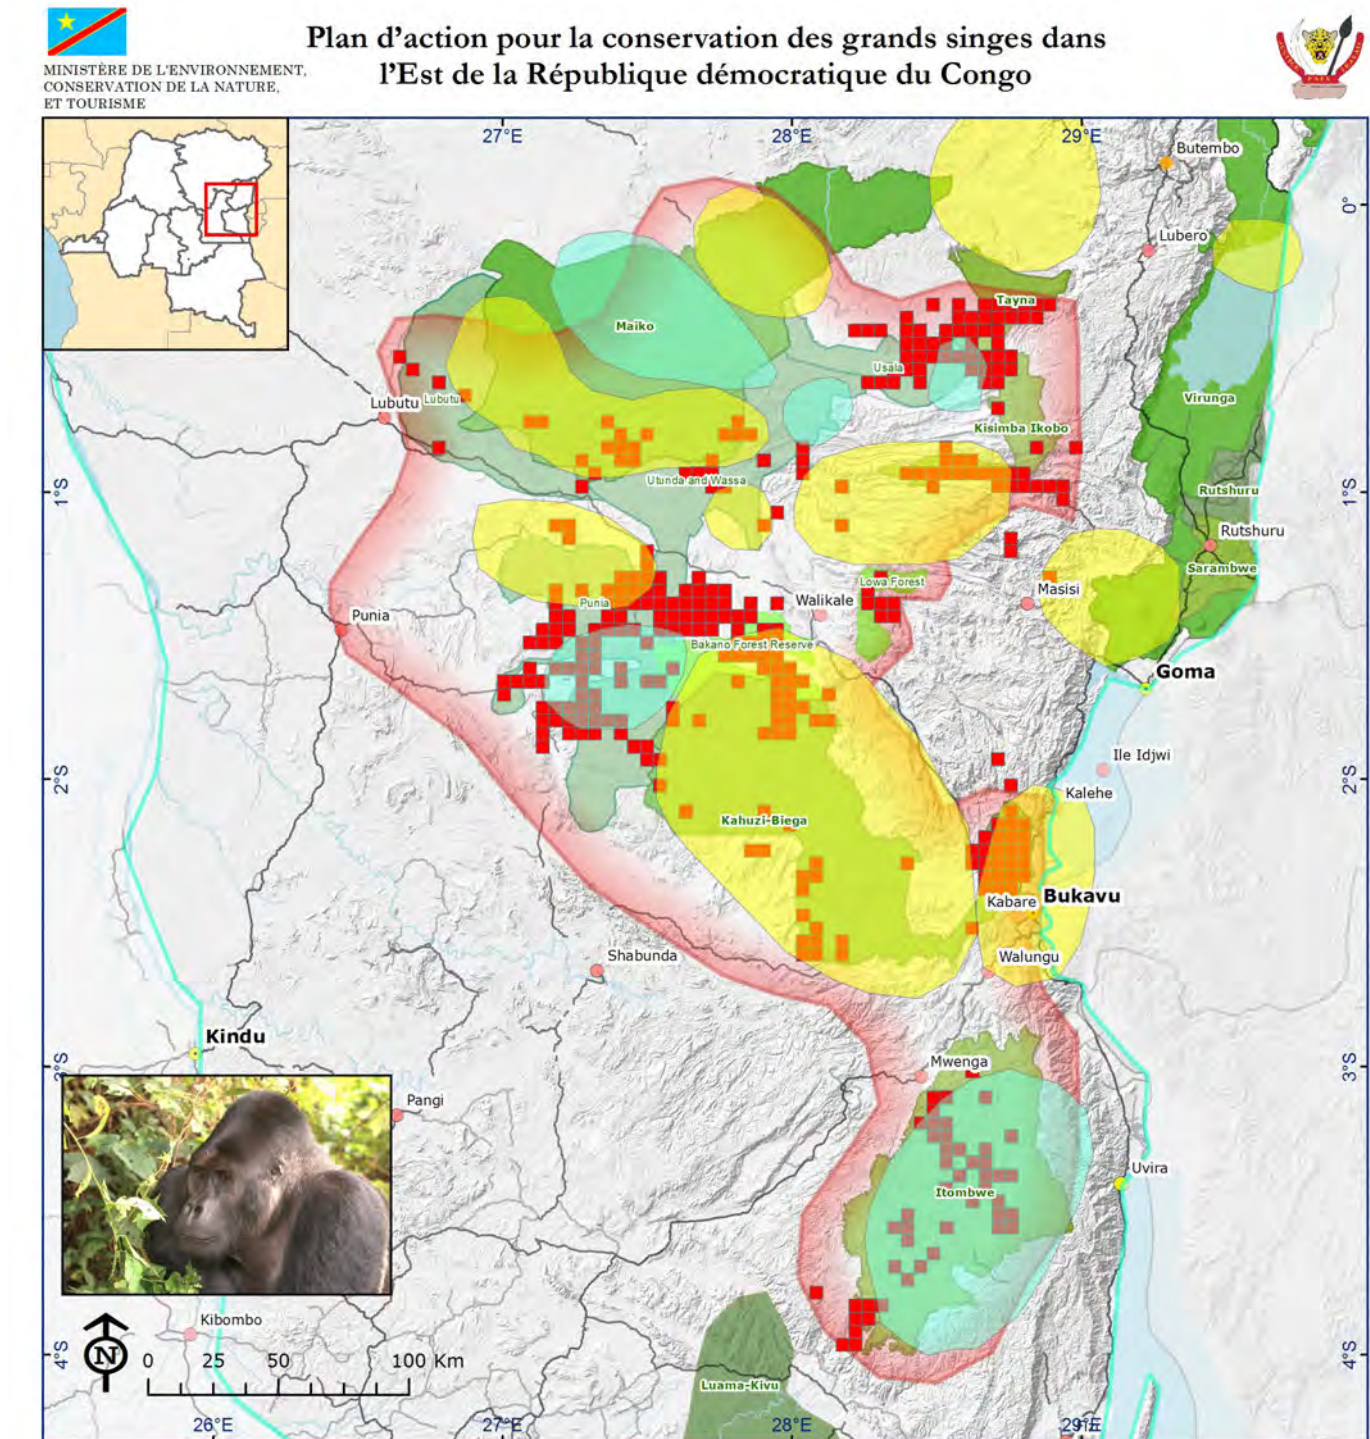 Plan d'action pour la conservation des grands singes dans
l'Est de la République démocratique du Congo
MINISTÈRE DE L'ENVIRONNEMENT,
CONSERVATION DE LA NATURE,
ET TOURISME
27°E
28°E
29°E
Butembo
0°
Lubero
Tayna
Maïko
Usala
Virunga
Lubutu
Lubutu
Kisimba Ikobo
Utunda and Wassa
1°S
Rutshuru
1°S
Rutshuru
Sarambwe
Lowa Forest
Masisi
Walikale
Punia
Punia
Bakano Forest Reserve
Goma
Ile Idjwi
2°S
2°S
Kalehe
Kahuzi-Biega
Kabare
Bukavu
Walungu
Shabunda
Kindu
3°S
Mwenga
3°S
Pangi
Uvira
Itombwe
Kibombo
N
0 25 50 100 Km
4°S
4°S
Luama-Kivu
26°E
27°E
28°E
29°E